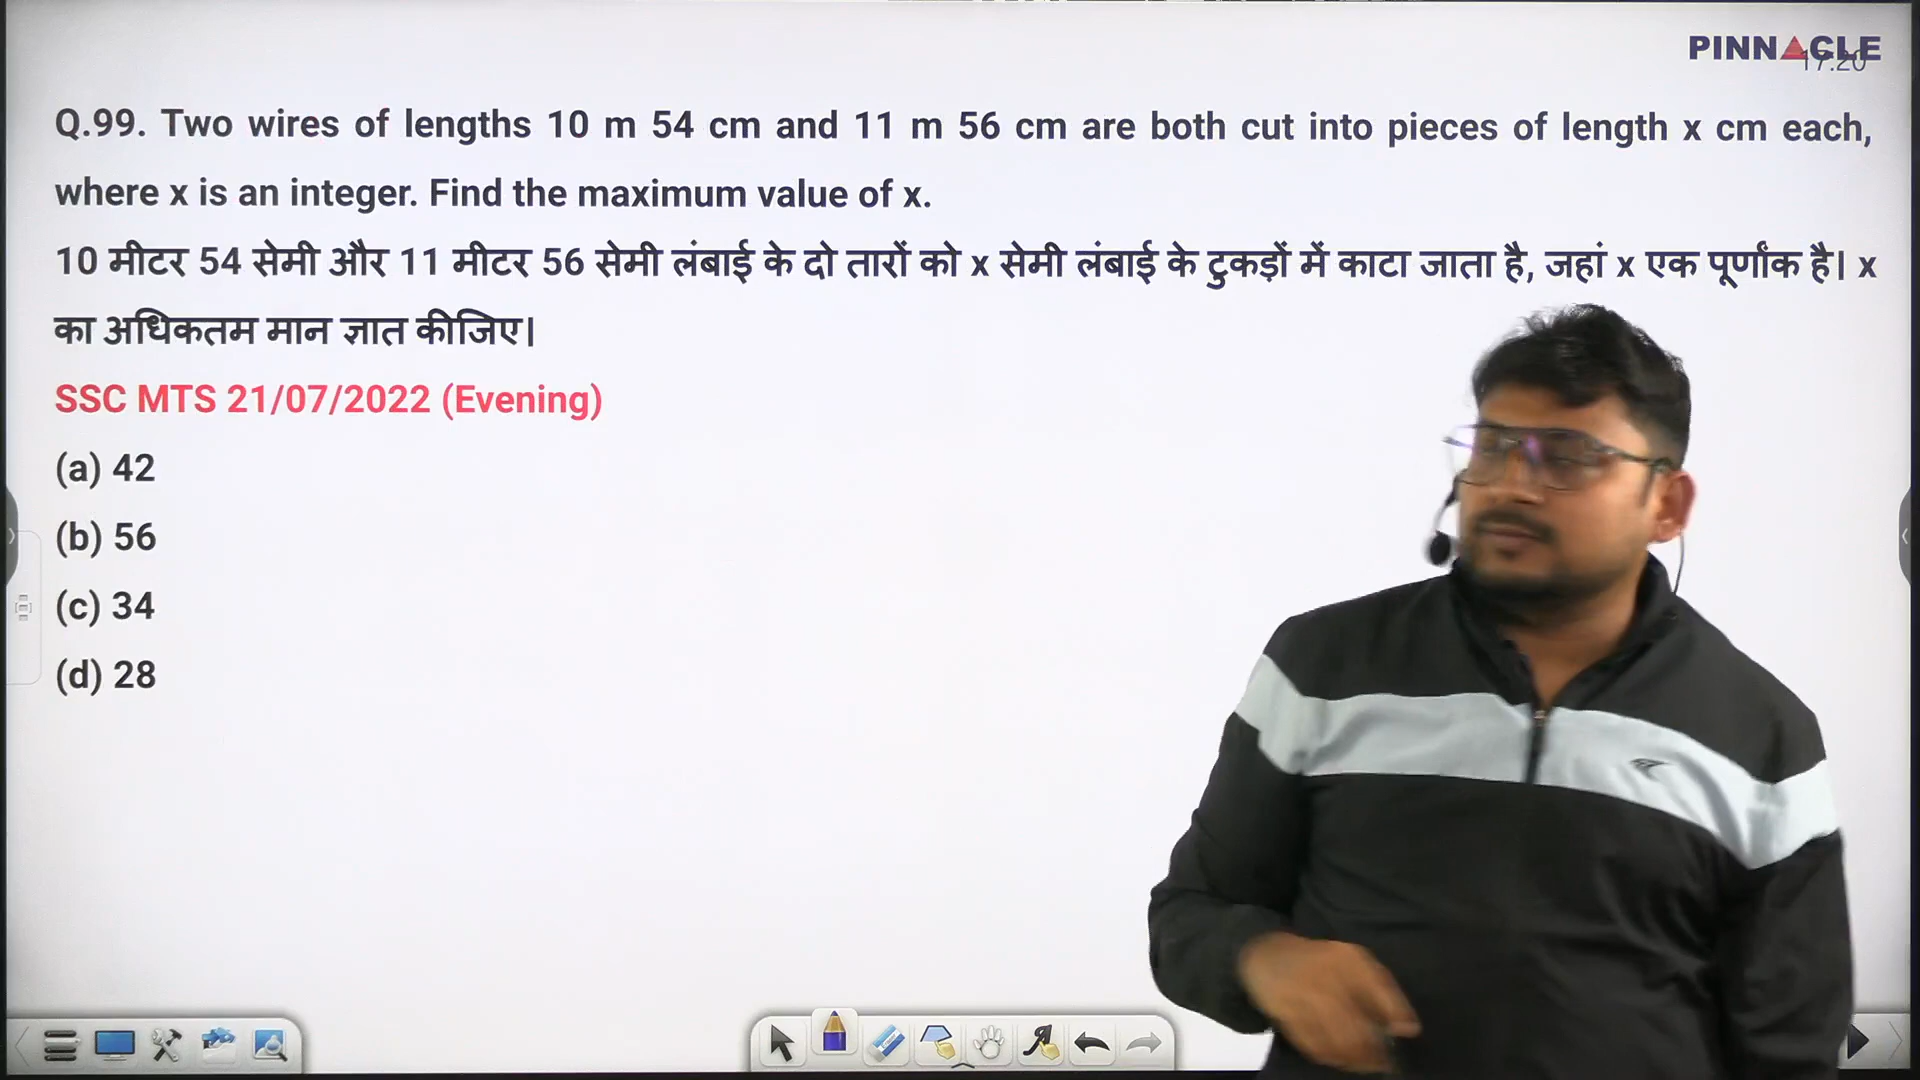 PINNACLE
17:20
Q.99. Two wires of lengths 10 m 54 cm and 11 m 56 cm are both cut into pieces of length x cm each,
where x is an integer. Find the maximum value of x.
10 मीटर 54 सेमी और 11 मीटर 56 सेमी लंबाई के दो तारों को x सेमी लंबाई के टुकड़ों में काटा जाता है, जहां x एक पूर्णांक है। x
का अधिकतम मान ज्ञात कीजिए।
SSC MTS 21/07/2022 (Evening)
(a) 42
(b) 56
(c) 34
(d) 28